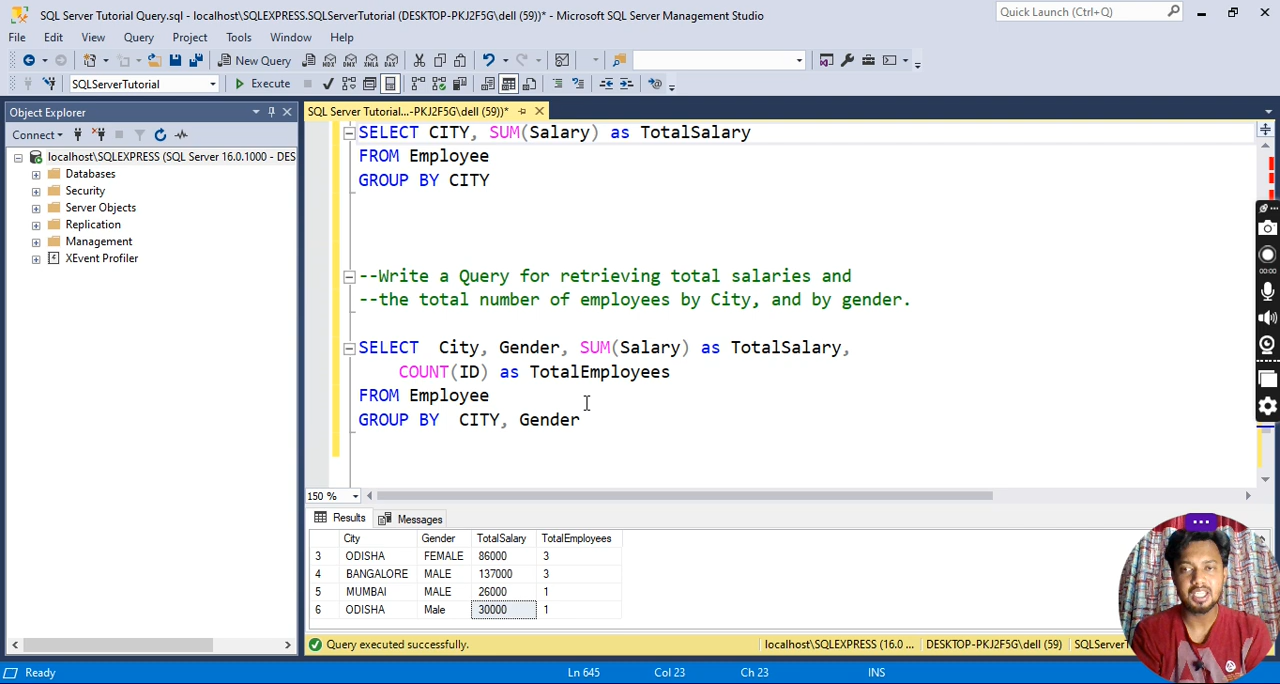 SQL Server Tutorial Query.sql - localhost\SQLEXPRESS.SQLServerTutorial (DESKTOP-PKJ2F5G\dell (59))* - Microsoft SQL Server Management Studio
Quick Launch (Ctrl+Q)
File Edit View Query Project Tools Window Help
New Query
SQLServerTutorial
Execute
Object Explorer
SQL Server Tutorial...-PKJ2F5G\dell (59))*
Connect
localhost\SQLEXPRESS (SQL Server 16.0.1000 - DES
Databases
Security
Server Objects
Replication
Management
XEvent Profiler
SELECT CITY, SUM(Salary) as TotalSalary
FROM Employee
GROUP BY CITY
--Write a Query for retrieving total salaries and
--the total number of employees by City, and by gender.
SELECT City, Gender, SUM(Salary) as TotalSalary,
COUNT(ID) as TotalEmployees
FROM Employee
GROUP BY CITY, Gender
150 %
Results Messages
City Gender TotalSalary TotalEmployees
3 ODISHA FEMALE 86000 3
4 BANGALORE MALE 137000 3
5 MUMBAI MALE 26000 1
6 ODISHA Male 30000 1
Query executed successfully.
localhost\SQLEXPRESS (16.0 ... DESKTOP-PKJ2F5G\dell (59) SQLServerT
Ready Ln 645 Col 23 Ch 23 INS
00:00